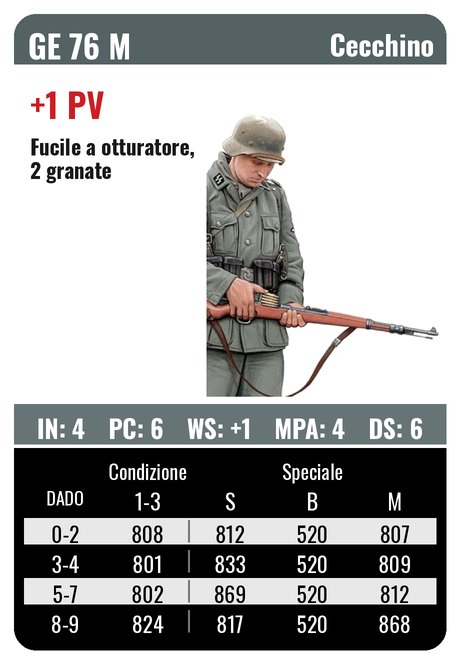 GE 76 M
Cecchino
+1 PV
Fucile a otturatore,
2 granate
IN: 4 PC: 6 WS: +1 MPA: 4 DS: 6
Condizione Speciale
DADO 1-3 S B M
0-2 808 812 520 807
3-4 801 833 520 809
5-7 802 869 520 812
8-9 824 817 520 868